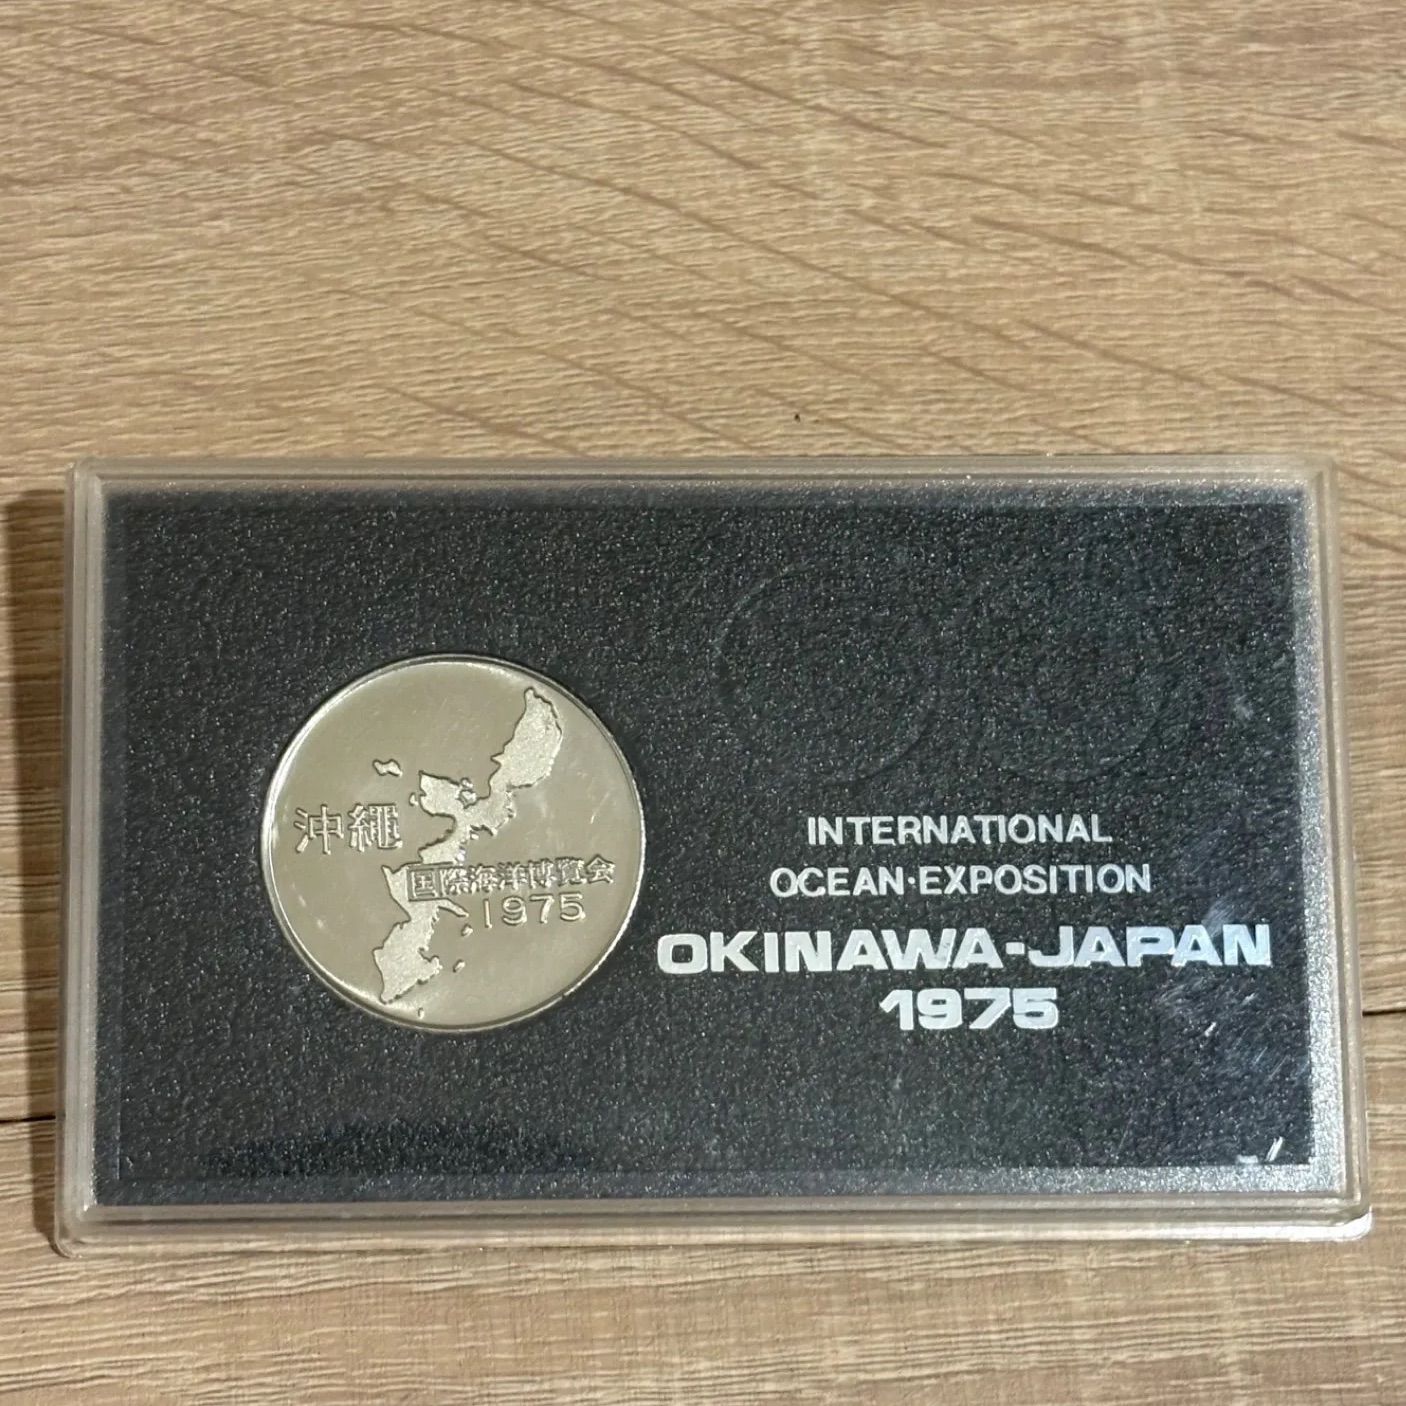 沖縄
国際海洋博覧会
1975
INTERNATIONAL
OCEAN·EXPOSITION
OKINAWA-JAPAN
1975